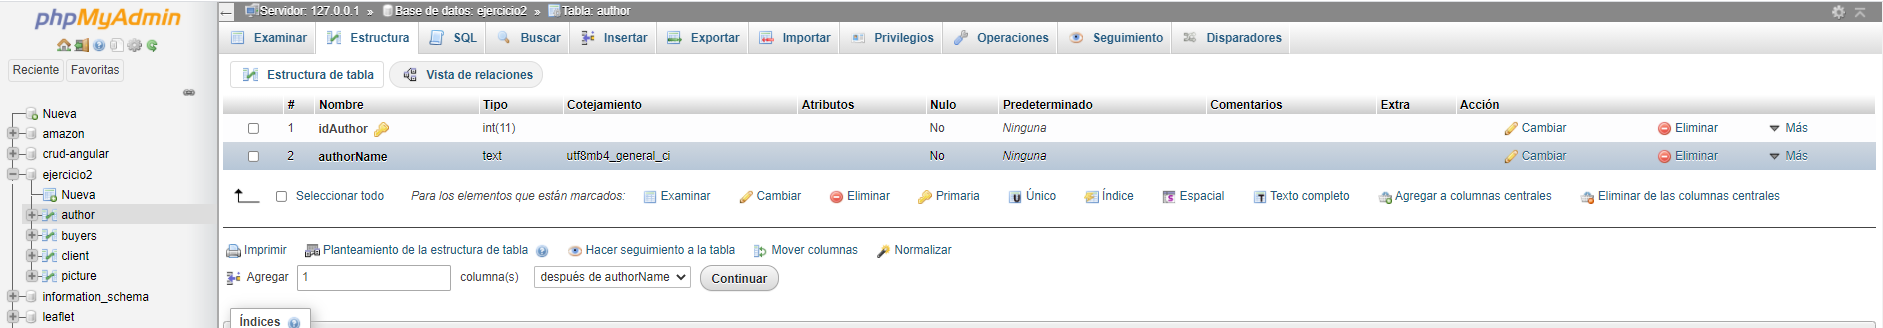 phpMyAdmin
Reciente Favoritas
Nueva
amazon
crud-angular
ejercicio2
Nueva
author
buyers
client
picture
information_schema
leaflet
Servidor: 127.0.0.1 » Base de datos: ejercicio2 » Tabla: author
Examinar Estructura SQL Buscar Insertar Exportar Importar Privilegios Operaciones Seguimiento Disparadores
Estructura de tabla Vista de relaciones
# Nombre Tipo Cotejamiento Atributos Nulo Predeterminado Comentarios Extra Acción
1 idAuthor int(11) No Ninguna Cambiar Eliminar Más
2 authorName text utf8mb4_general_ci No Ninguna Cambiar Eliminar Más
Seleccionar todo Para los elementos que están marcados: Examinar Cambiar Eliminar Primaria Único Índice Espacial Texto completo Agregar a columnas centrales Eliminar de las columnas centrales
Imprimir Planteamiento de la estructura de tabla Hacer seguimiento a la tabla Mover columnas Normalizar
Agregar 1 columna(s) después de authorName Continuar
Índices